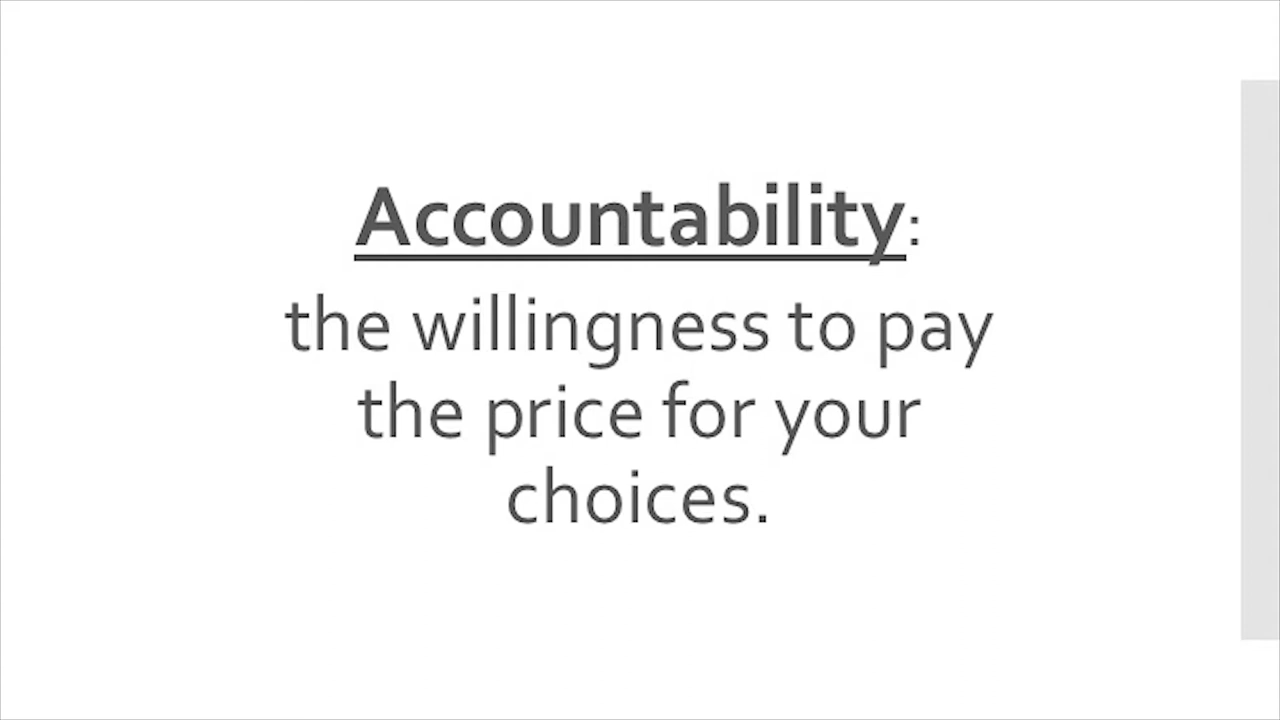 Accountability:
the willingness to pay
the price for your
choices.